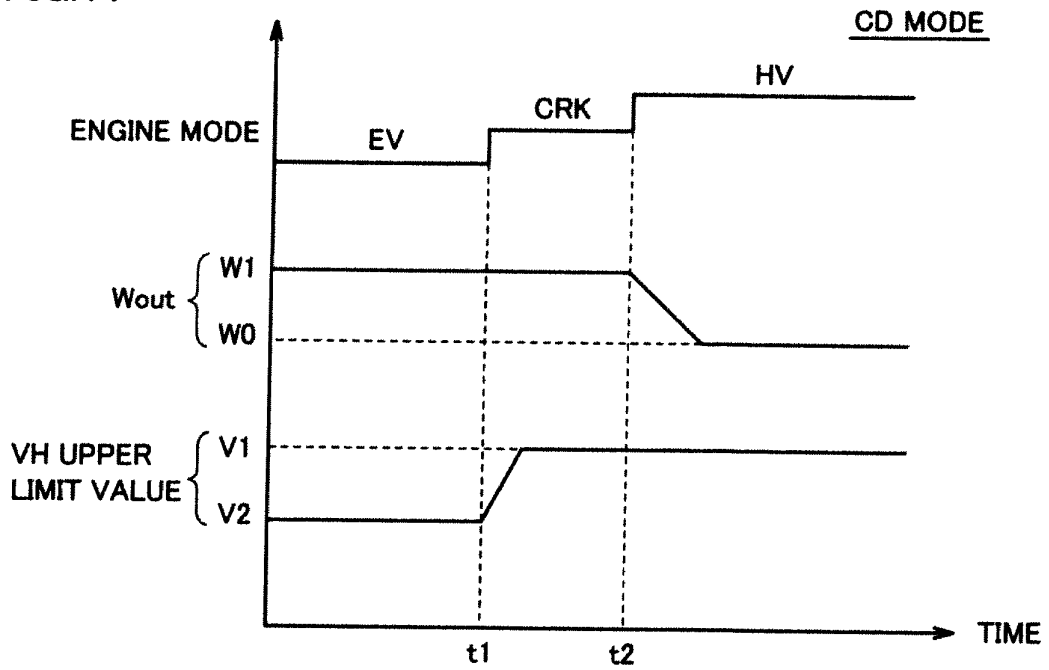 CD MODE
HV
CRK
ENGINE MODE
EV
W1
Wout
W0
V1
VH UPPER
LIMIT VALUE
V2
TIME
t1
t2